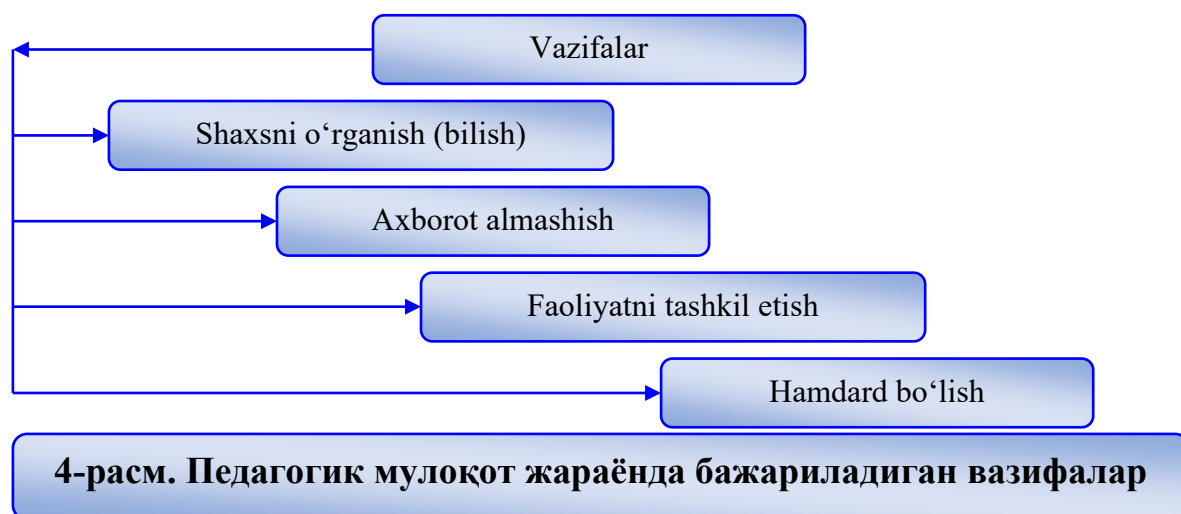 Vazifalar
Shaxsni o‘rganish (bilish)
Axborot almashish
Faoliyatni tashkil etish
Hamdard bo‘lish
4-расм. Педагогик мулоқот жараёнда бажариладиган вазифалар